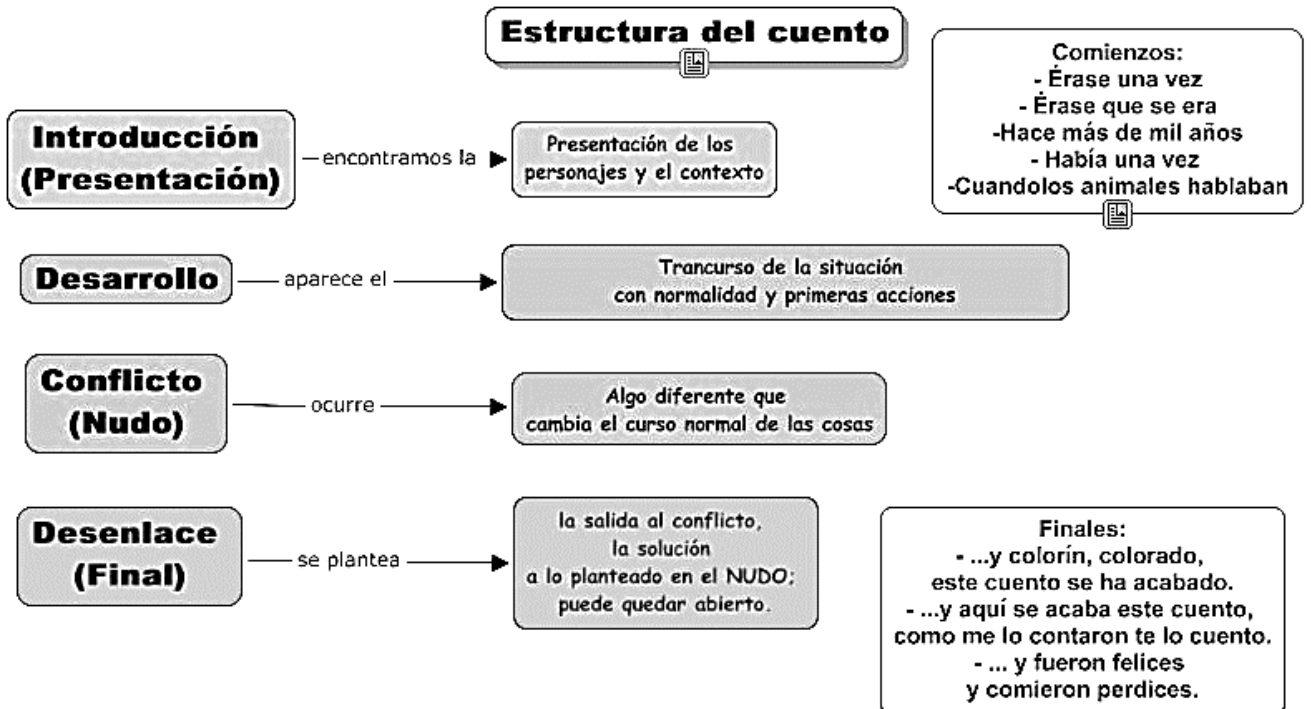 Estructura del cuento
Comienzos:
- Érase una vez
- Érase que se era
-Hace más de mil años
- Había una vez
-Cuandolos animales hablaban
Introducción
(Presentación)
encontramos la
Presentación de los
personajes y el contexto
Desarrollo
aparece el
Trancurso de la situación
con normalidad y primeras acciones
Conflicto
(Nudo)
ocurre
Algo diferente que
cambia el curso normal de las cosas
Desenlace
(Final)
se plantea
la salida al conflicto,
la solución
a lo planteado en el NUDO;
puede quedar abierto.
Finales:
- ...y colorín, colorado,
este cuento se ha acabado.
- ...y aquí se acaba este cuento,
como me lo contaron te lo cuento.
- ... y fueron felices
y comieron perdices.